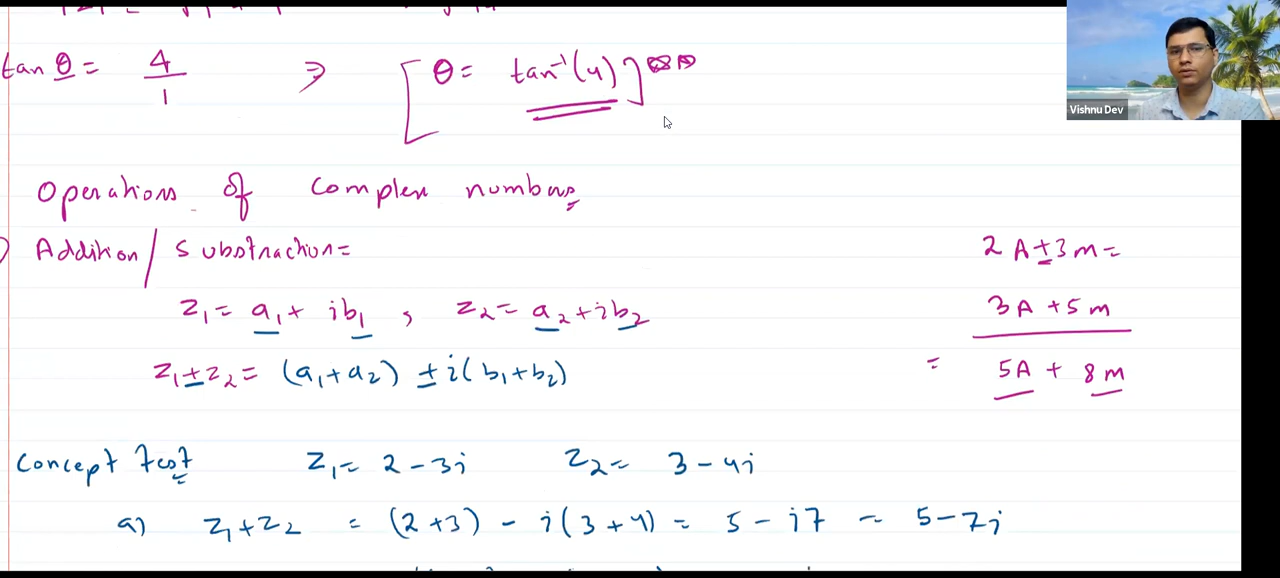 tan θ = 4/1 ⇒ [θ = tan⁻¹(4)]
Vishnu Dev
Operations of complex numbers
Addition / Substraction =
2A ± 3m =
z₁ = a₁ + ib₁ , z₂ = a₂ + ib₂
3A + 5m
z₁ ± z₂ = (a₁ + a₂) ± i(b₁ + b₂)
= 5A + 8m
Concept Test z₁ = 2 - 3i z₂ = 3 - 4i
a) z₁ + z₂ = (2 + 3) - i(3 + 4) = 5 - i7 = 5 - 7i